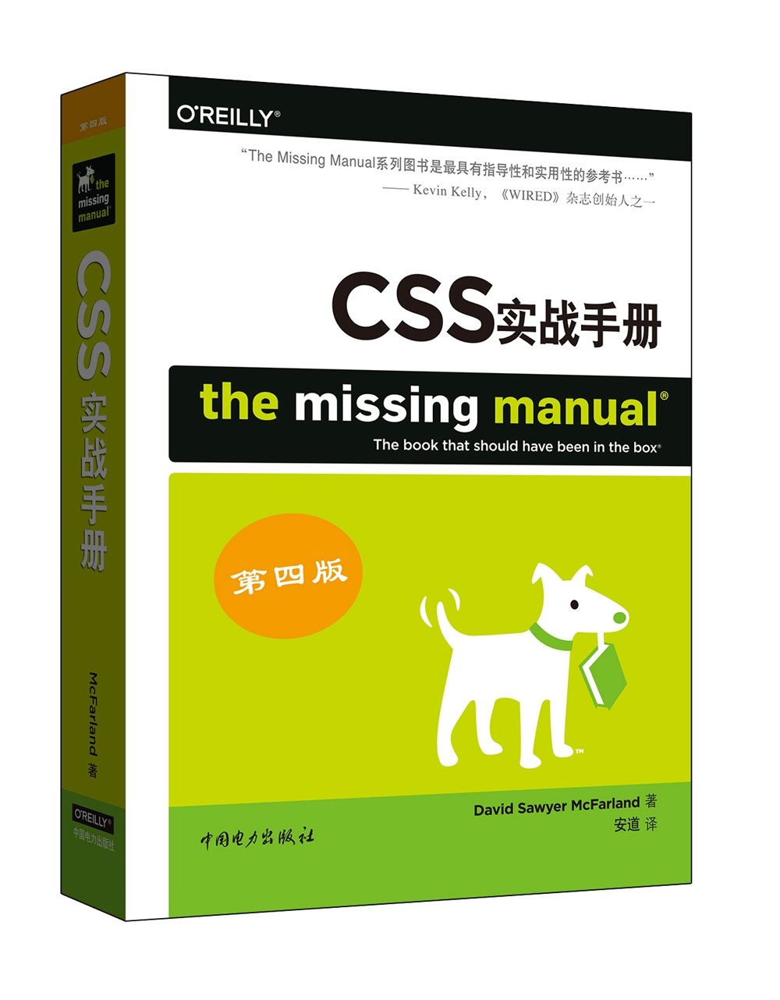 O'REILLY®
“The Missing Manual系列图书是最具有指导性和实用性的参考书……”
—— Kevin Kelly，《WIRED》杂志创始人之一
CSS实战手册
the missing manual®
The book that should have been in the box®
第四版
TM
David Sawyer McFarland 著
安道 译
中国电力出版社
第四版
the
missing
manual®
CSS实战手册
McFarland 著
O'REILLY®
中国电力出版社